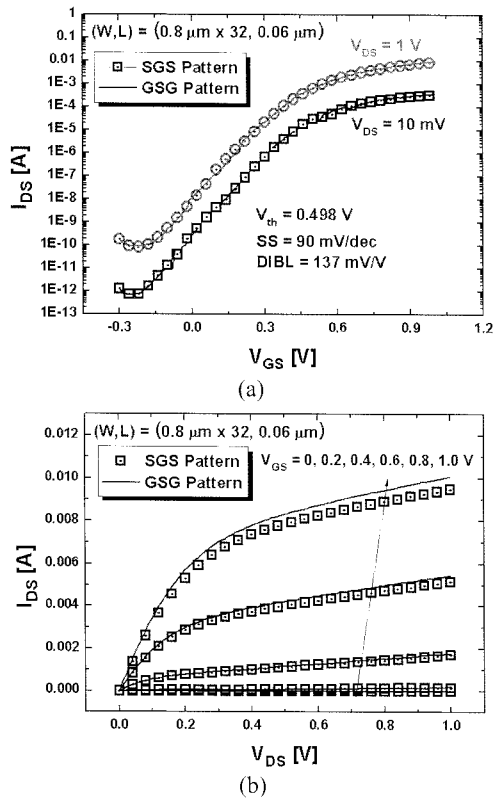 (W,L) = (0.8 μm x 32, 0.06 μm)
SGS Pattern
GSG Pattern
V_DS = 1 V
V_DS = 10 mV
V_th = 0.498 V
SS = 90 mV/dec
DIBL = 137 mV/V
I_DS [A]
0.1
0.01
1E-3
1E-4
1E-5
1E-6
1E-7
1E-8
1E-9
1E-10
1E-11
1E-12
1E-13
-0.3
0.0
0.3
0.6
0.9
1.2
V_GS [V]
(a)
(W,L) = (0.8 μm x 32, 0.06 μm)
SGS Pattern
GSG Pattern
V_GS = 0, 0.2, 0.4, 0.6, 0.8, 1.0 V
I_DS [A]
0.012
0.010
0.008
0.006
0.004
0.002
0.000
0.0
0.2
0.4
0.6
0.8
1.0
V_DS [V]
(b)